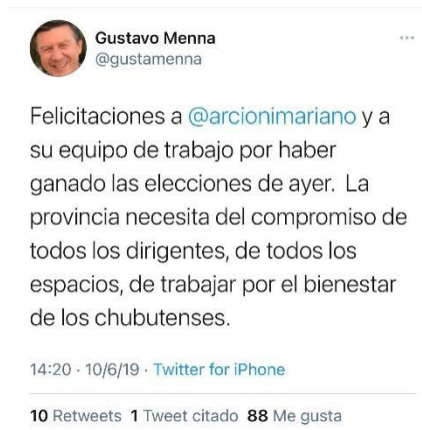 Gustavo Menna
@gustamenna
Felicitaciones a @arcionimariano y a
su equipo de trabajo por haber
ganado las elecciones de ayer. La
provincia necesita del compromiso de
todos los dirigentes, de todos los
espacios, de trabajar por el bienestar
de los chubutenses.
14:20 · 10/6/19 · Twitter for iPhone
10 Retweets 1 Tweet citado 88 Me gusta